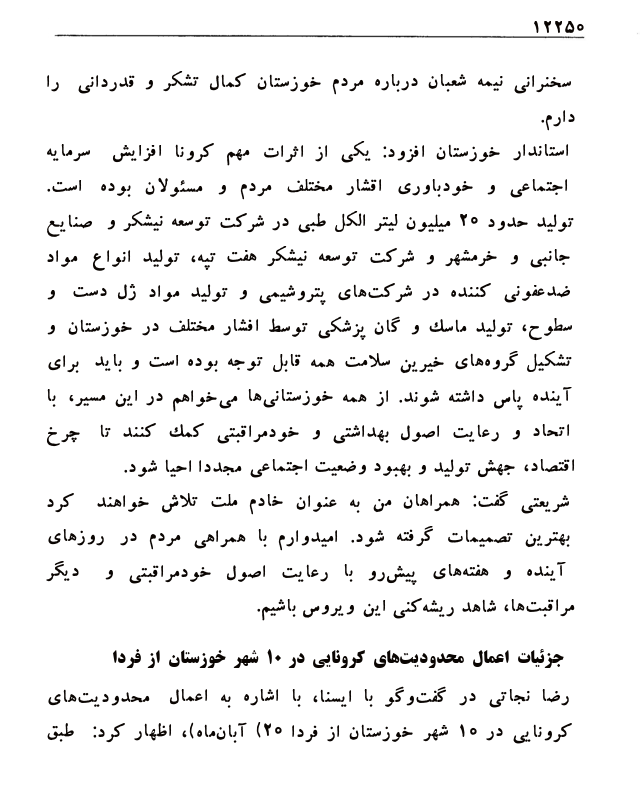 ۱۲۲۵۰
سخنرانی نیمه شعبان درباره مردم خوزستان کمال تشکر و قدردانی را
دارم.
استاندار خوزستان افزود: یکی از اثرات مهم کرونا افزایش سرمایه
اجتماعی و خودباوری اقشار مختلف مردم و مسئولان بوده است.
تولید حدود ۲۵ میلیون لیتر الکل طبی در شرکت توسعه نیشکر و صنایع
جانبی و خرمشهر و شرکت توسعه نیشکر هفت تپه، تولید انواع مواد
ضدعفونی کننده در شرکت‌های پتروشیمی و تولید مواد ژل دست و
سطوح، تولید ماسك و گان پزشکی توسط افشار مختلف در خوزستان و
تشکیل گروه‌های خیرین سلامت همه قابل توجه بوده است و باید برای
آینده پاس داشته شوند. از همه خوزستانی‌ها می‌خواهم در این مسیر، با
اتحاد و رعایت اصول بهداشتی و خودمراقبتی کمك کنند تا چرخ
اقتصاد، جهش تولید و بهبود وضعیت اجتماعی مجددا احیا شود.
شریعتی گفت: همراهان من به عنوان خادم ملت تلاش خواهند کرد
بهترین تصمیمات گرفته شود. امیدوارم با همراهی مردم در روزهای
آینده و هفته‌های پیش‌رو با رعایت اصول خودمراقبتی و دیگر
مراقبت‌ها، شاهد ریشه‌کنی این ویروس باشیم.
جزئیات اعمال محدودیت‌های کرونایی در ۱۰ شهر خوزستان از فردا
رضا نجاتی در گفت‌وگو با ایسنا، با اشاره به اعمال محدودیت‌های
کرونایی در ۱۰ شهر خوزستان از فردا ۲۵) آبان‌ماه)، اظهار کرد: طبق